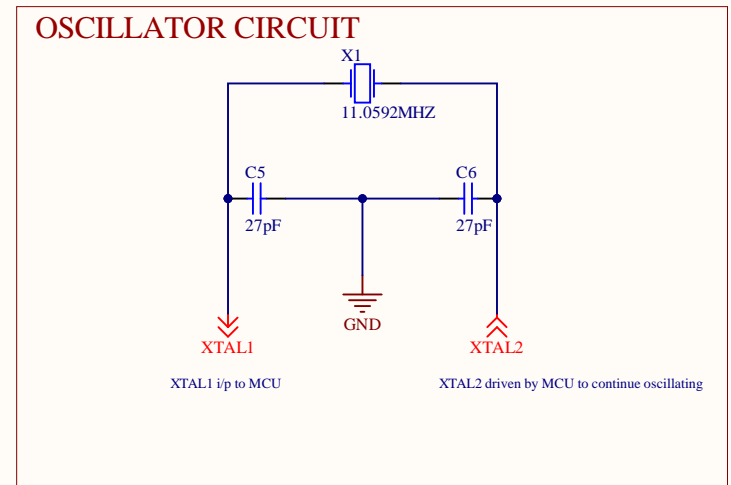 OSCILLATOR CIRCUIT
X1
11.0592MHZ
C5
C6
27pF
27pF
GND
XTAL1
XTAL2
XTAL1 i/p to MCU
XTAL2 driven by MCU to continue oscillating